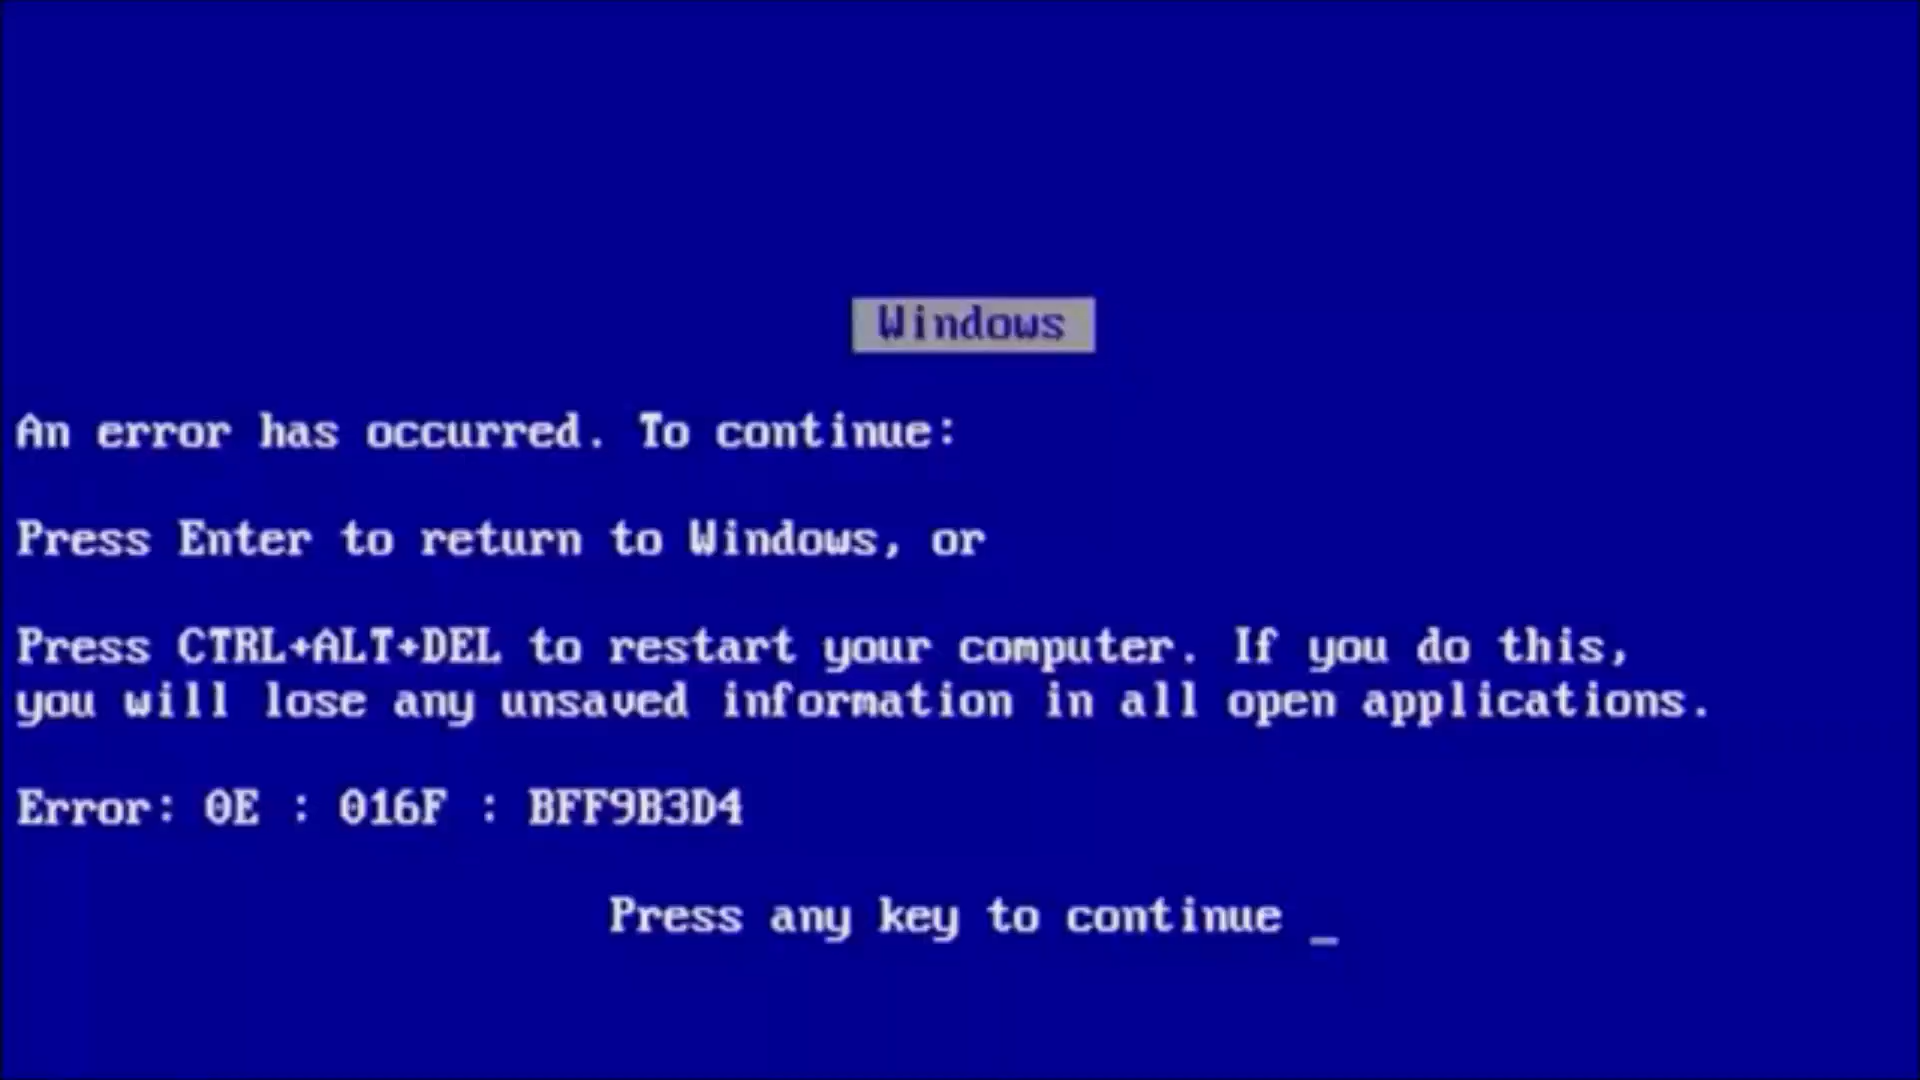 Windows
An error has occurred. To continue:
Press Enter to return to Windows, or
Press CTRL+ALT+DEL to restart your computer. If you do this,
you will lose any unsaved information in all open applications.
Error: 0E : 016F : BFF9B3D4
Press any key to continue _